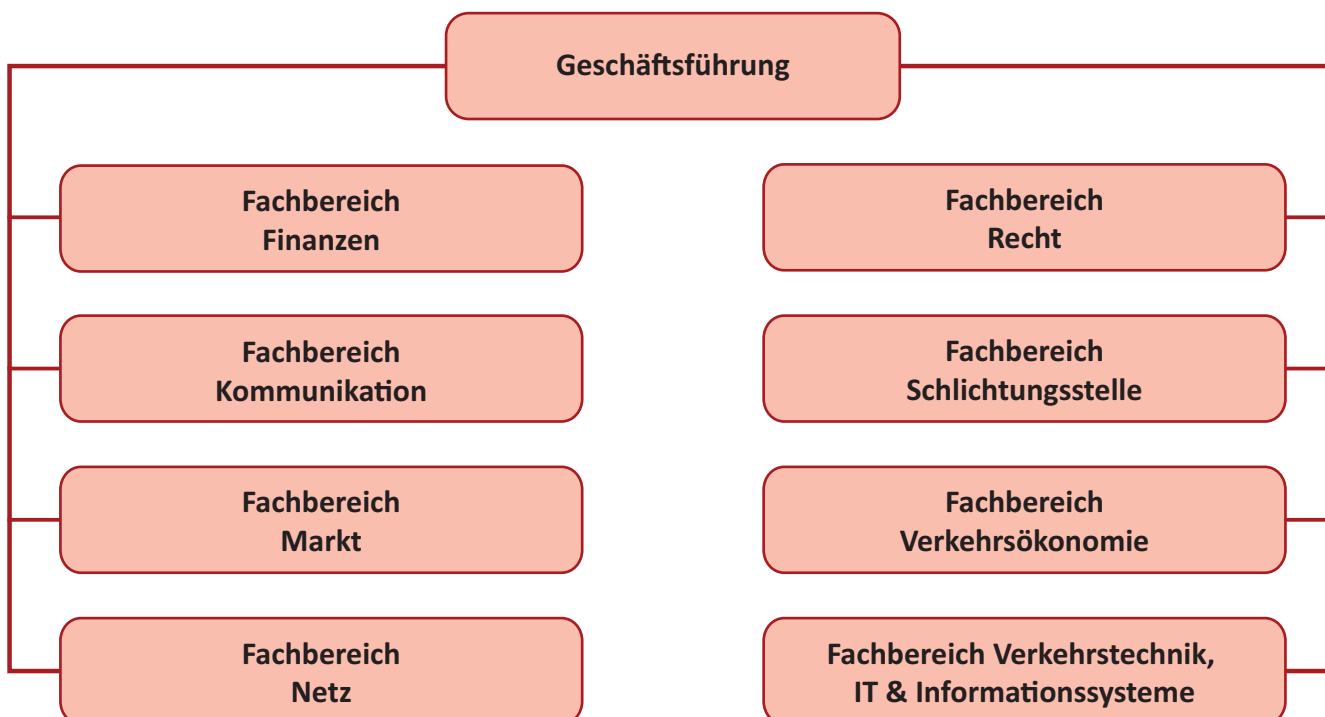 Geschäftsführung
Fachbereich
Finanzen
Fachbereich
Kommunikation
Fachbereich
Markt
Fachbereich
Netz
Fachbereich
Recht
Fachbereich
Schlichtungsstelle
Fachbereich
Verkehrsökonomie
Fachbereich Verkehrstechnik,
IT & Informationssysteme